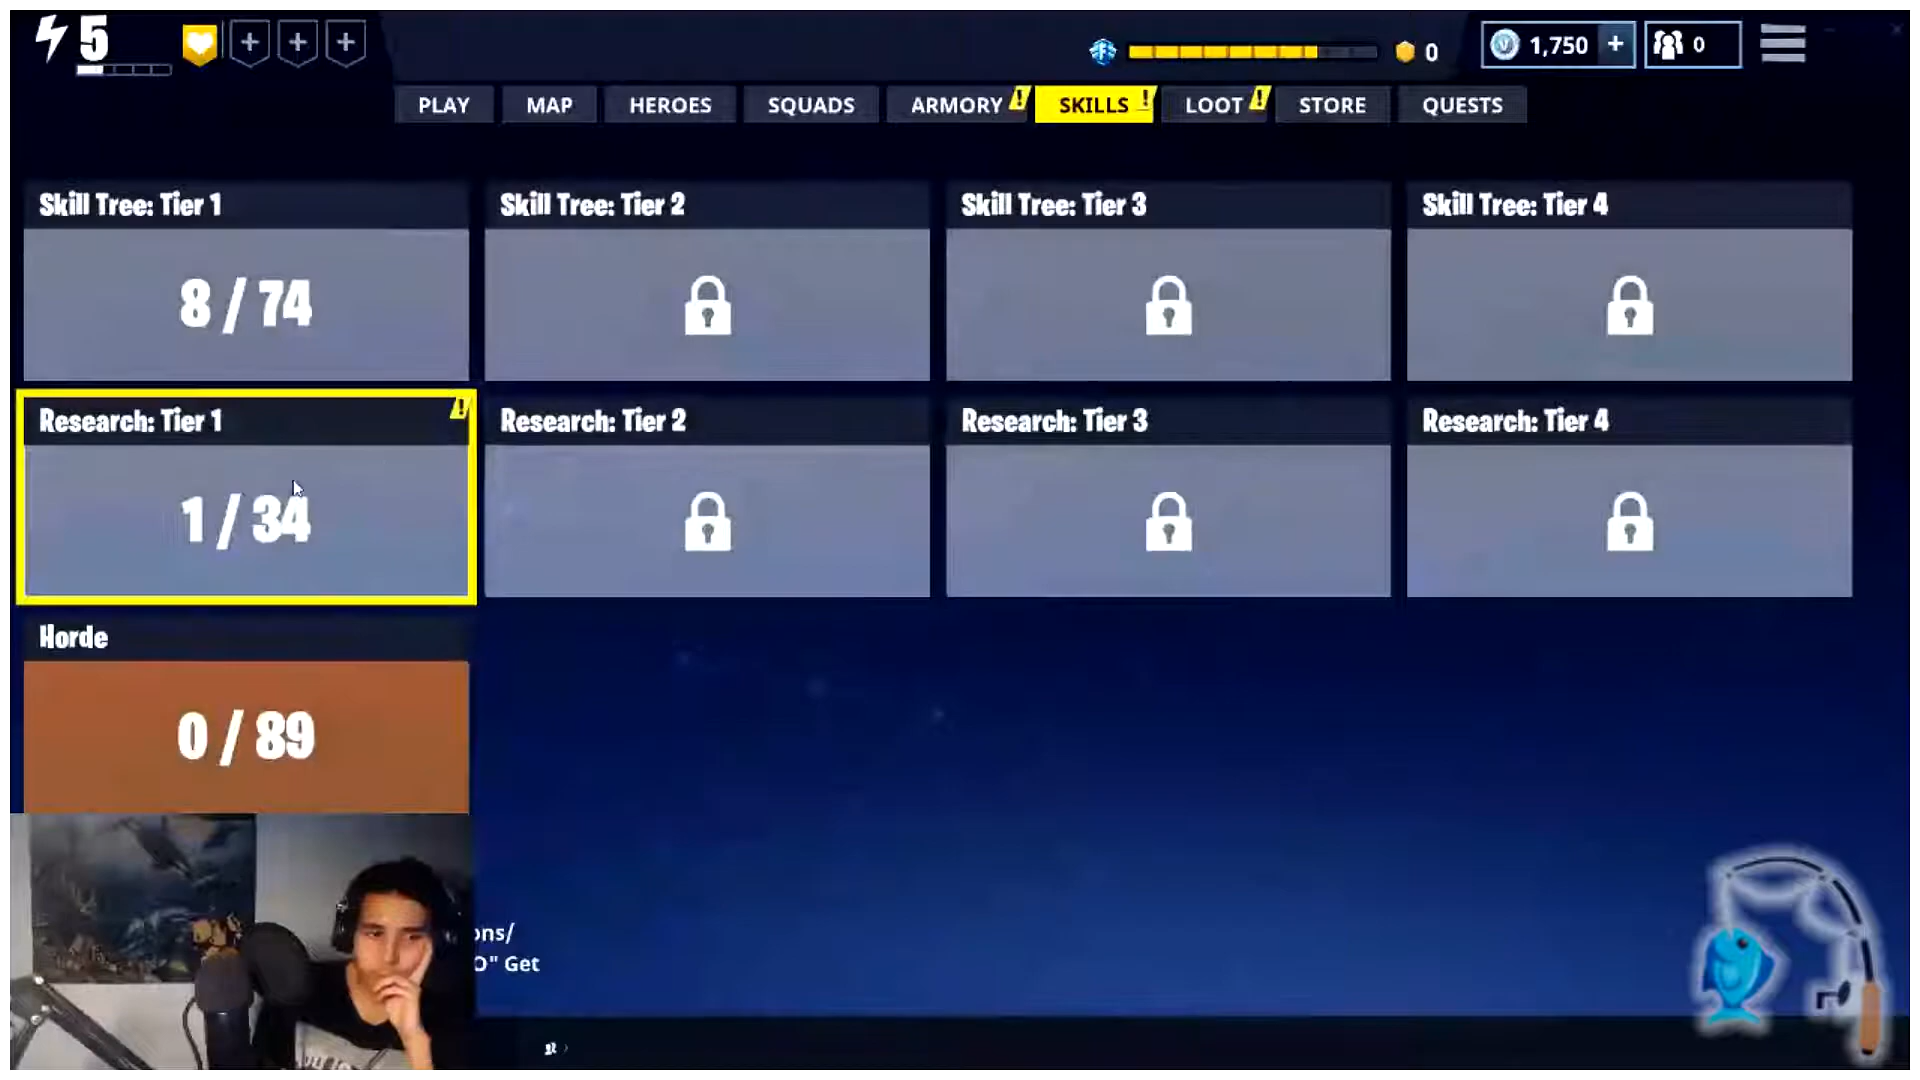 5
0
1,750 +
0
PLAY
MAP
HEROES
SQUADS
ARMORY !
SKILLS !
LOOT !
STORE
QUESTS
Skill Tree: Tier 1
Skill Tree: Tier 2
Skill Tree: Tier 3
Skill Tree: Tier 4
8 / 74
Research: Tier 1
Research: Tier 2
Research: Tier 3
Research: Tier 4
1 / 34
Horde
0 / 89
ons/
O" Get